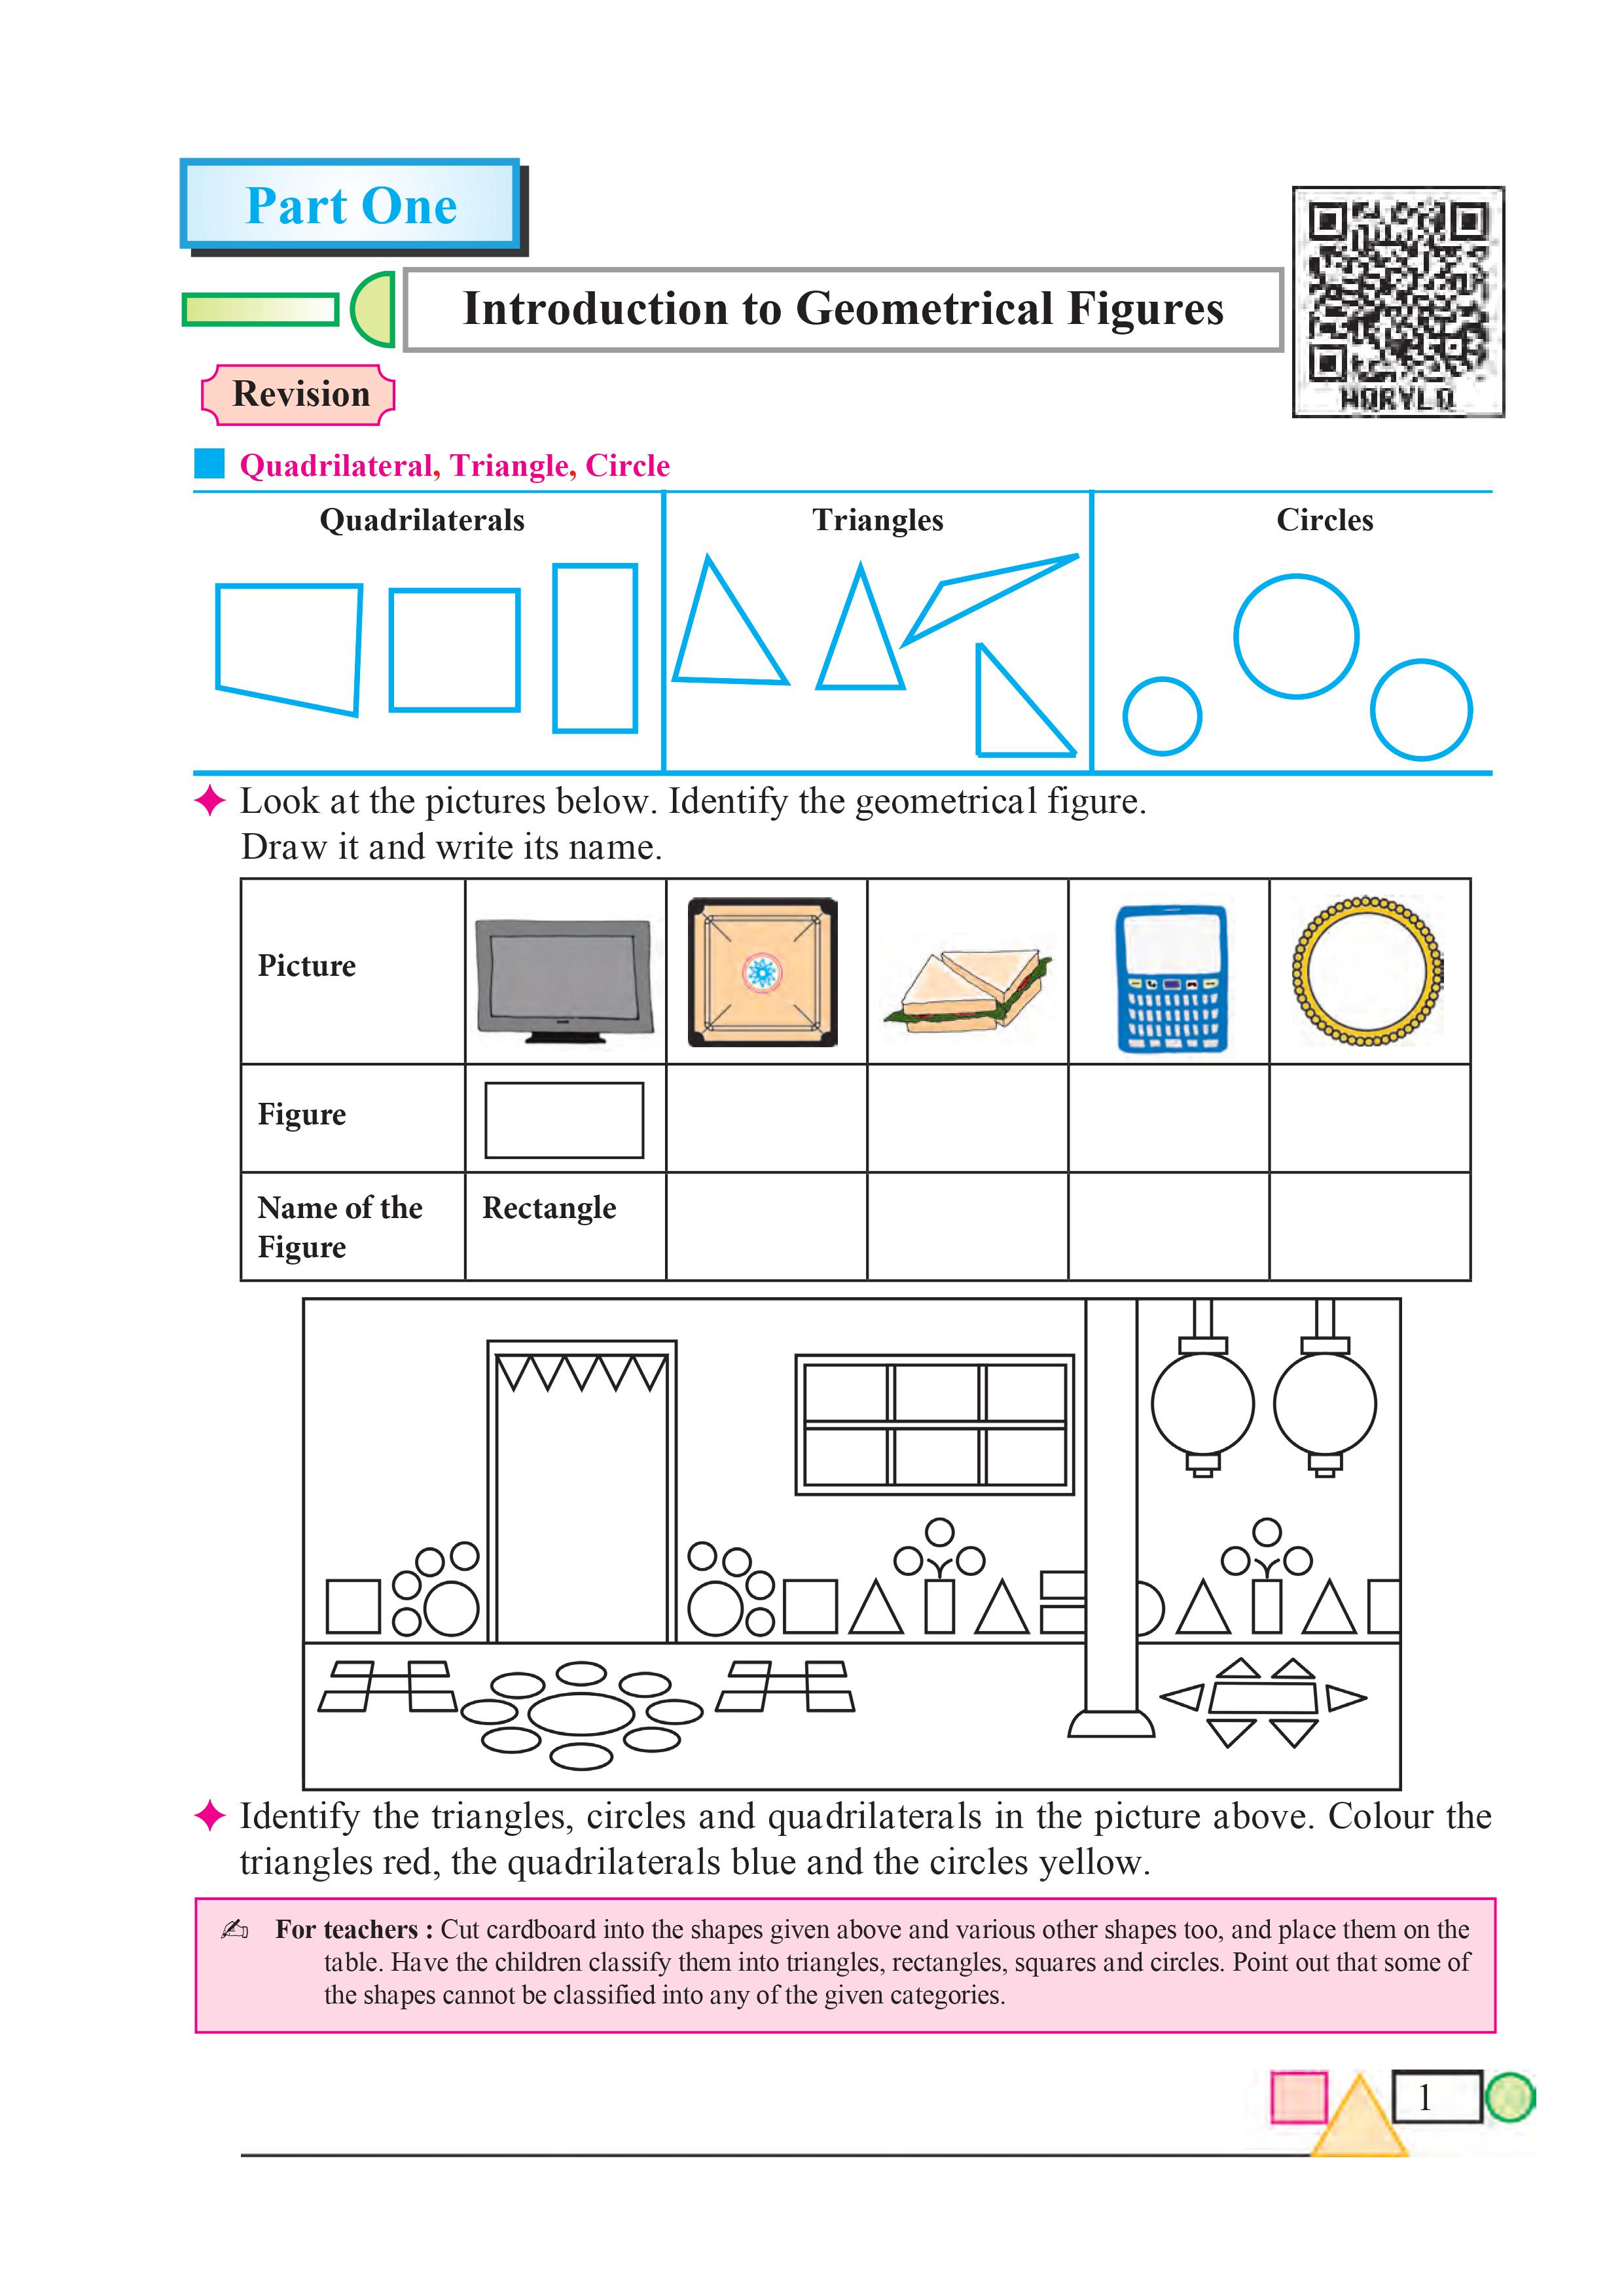 Part One
Introduction to Geometrical Figures
Revision
Quadrilateral, Triangle, Circle
Quadrilaterals
Triangles
Circles
Look at the pictures below. Identify the geometrical figure.
Draw it and write its name.
Picture
Figure
Name of the
Figure
Rectangle
Identify the triangles, circles and quadrilaterals in the picture above. Colour the
triangles red, the quadrilaterals blue and the circles yellow.
For teachers : Cut cardboard into the shapes given above and various other shapes too, and place them on the
table. Have the children classify them into triangles, rectangles, squares and circles. Point out that some of
the shapes cannot be classified into any of the given categories.
1